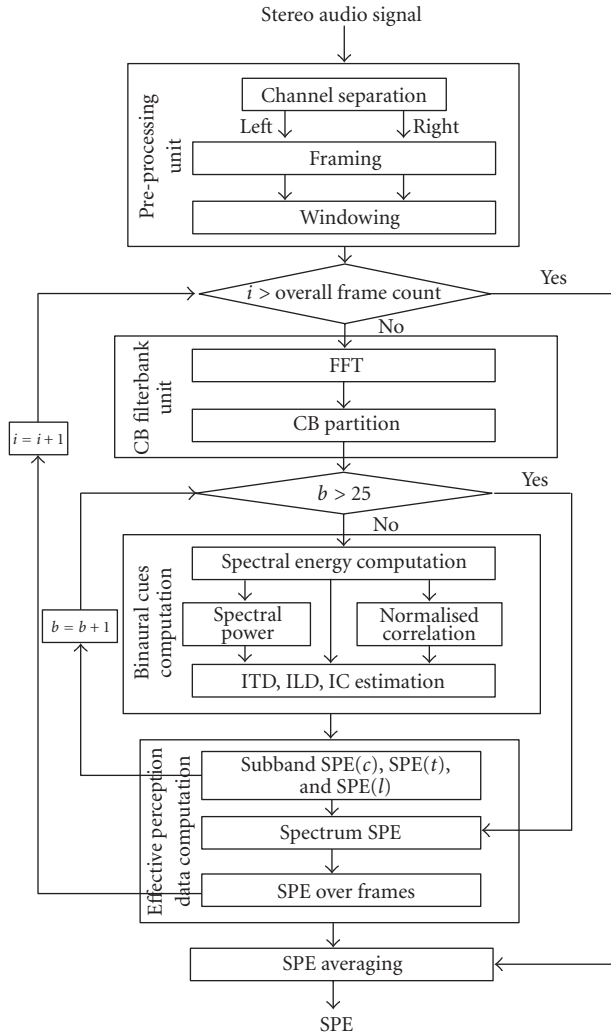 Stereo audio signal
Pre-processing
unit
Channel separation
Left
Right
Framing
Windowing
i > overall frame count
Yes
No
CB filterbank
unit
FFT
CB partition
i = i + 1
b > 25
Yes
No
Binaural cues
computation
Spectral energy computation
Spectral
power
Normalised
correlation
b = b + 1
ITD, ILD, IC estimation
Effective perception
data computation
Subband SPE(c), SPE(t),
and SPE(l)
Spectrum SPE
SPE over frames
SPE averaging
SPE